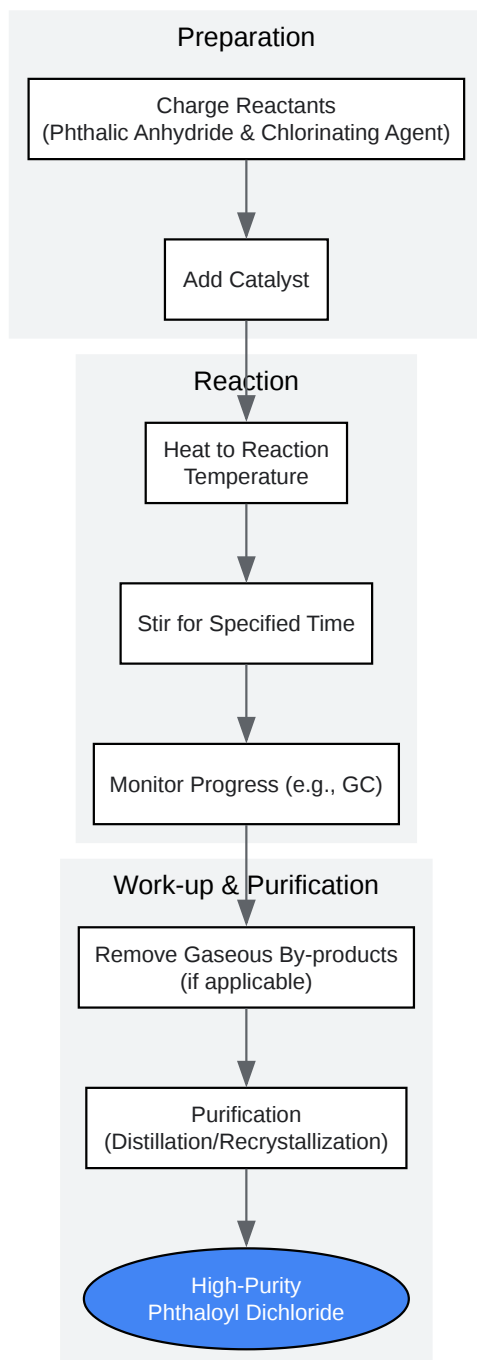 Preparation
Charge Reactants
(Phthalic Anhydride & Chlorinating Agent)
Add Catalyst
Reaction
Heat to Reaction
Temperature
Stir for Specified Time
Monitor Progress (e.g., GC)
Work-up & Purification
Remove Gaseous By-products
(if applicable)
Purification
(Distillation/Recrystallization)
High-Purity
Phthaloyl Dichloride